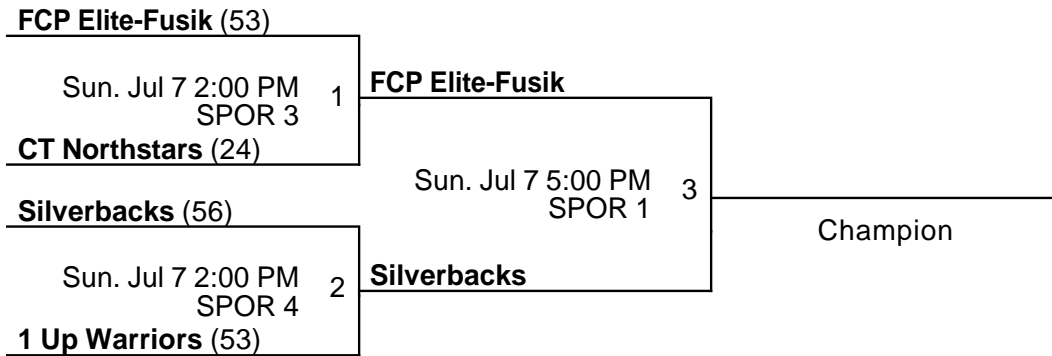 FCP Elite-Fusik (53)
Sun. Jul 7 2:00 PM
SPOR 3
1
CT Northstars (24)
FCP Elite-Fusik
Silverbacks (56)
Sun. Jul 7 2:00 PM
SPOR 4
2
1 Up Warriors (53)
Silverbacks
Sun. Jul 7 5:00 PM
SPOR 1
3
Champion